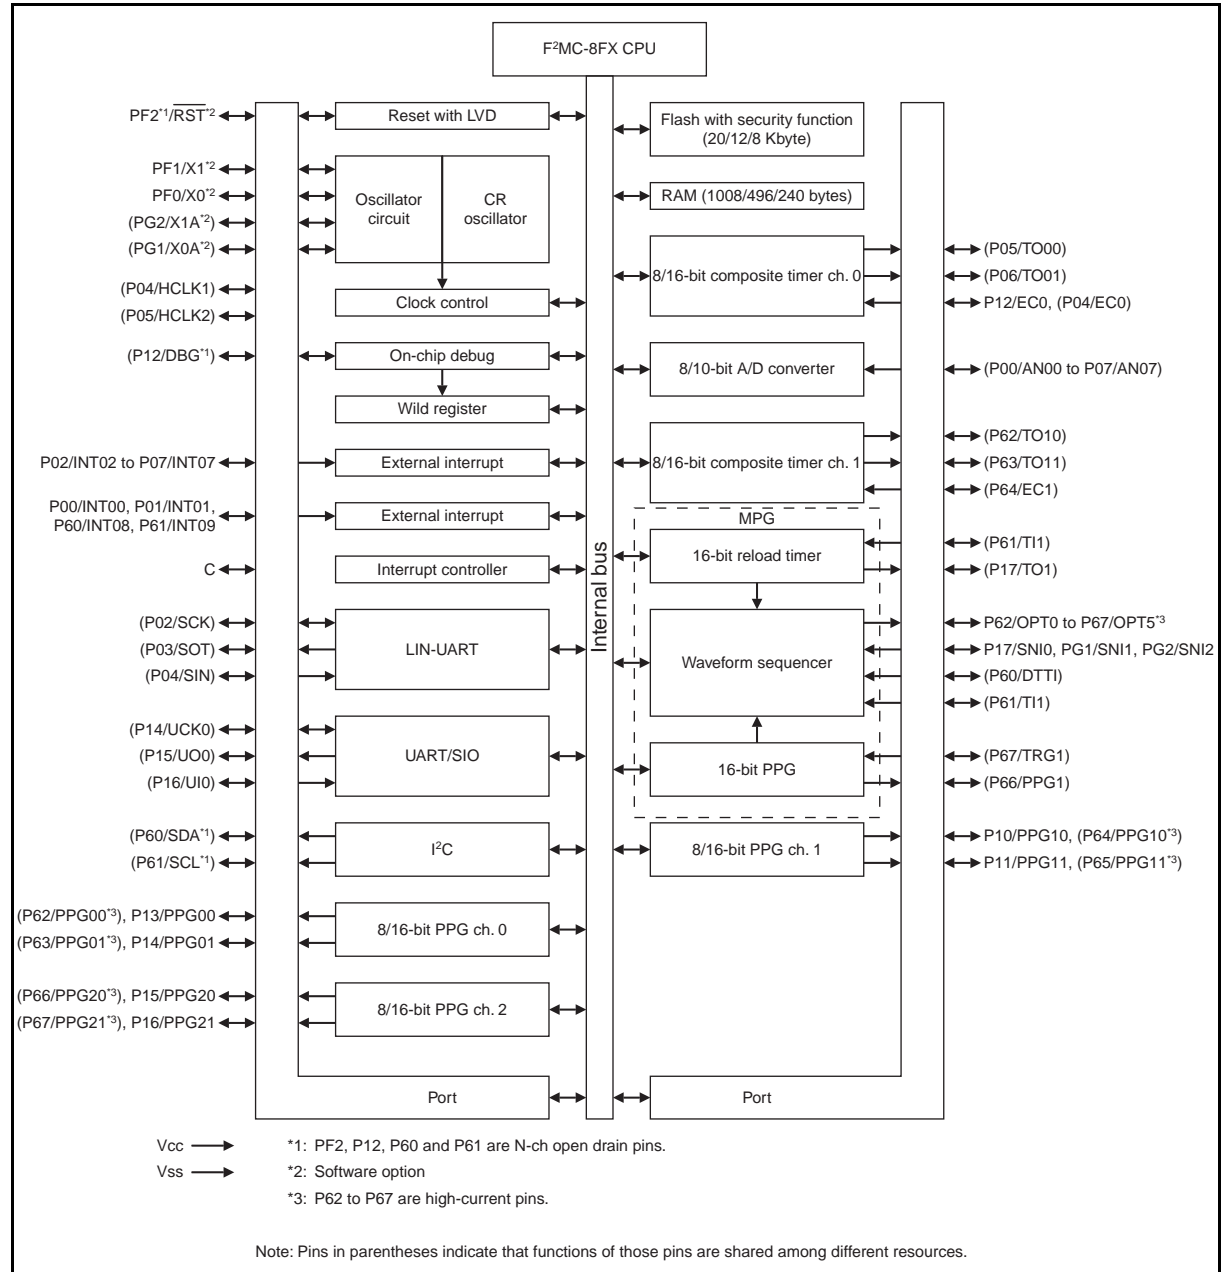 F²MC-8FX CPU
PF2*1/RST*2
Reset with LVD
Flash with security function
(20/12/8 Kbyte)
PF1/X1*2
PF0/X0*2
(PG2/X1A*2)
(PG1/X0A*2)
Oscillator
circuit
CR
oscillator
RAM (1008/496/240 bytes)
8/16-bit composite timer ch. 0
(P05/TO00)
(P06/TO01)
P12/EC0, (P04/EC0)
(P04/HCLK1)
(P05/HCLK2)
Clock control
(P12/DBG*1)
On-chip debug
8/10-bit A/D converter
(P00/AN00 to P07/AN07)
Wild register
P02/INT02 to P07/INT07
External interrupt
8/16-bit composite timer ch. 1
(P62/TO10)
(P63/TO11)
(P64/EC1)
P00/INT00, P01/INT01,
P60/INT08, P61/INT09
External interrupt
MPG
C
Interrupt controller
Internal bus
16-bit reload timer
(P61/TI1)
(P17/TO1)
(P02/SCK)
(P03/SOT)
(P04/SIN)
LIN-UART
Waveform sequencer
P62/OPT0 to P67/OPT5*3
P17/SNI0, PG1/SNI1, PG2/SNI2
(P60/DTTI)
(P61/TI1)
(P14/UCK0)
(P15/UO0)
(P16/UI0)
UART/SIO
16-bit PPG
(P67/TRG1)
(P66/PPG1)
(P60/SDA*1)
(P61/SCL*1)
I²C
8/16-bit PPG ch. 1
P10/PPG10, (P64/PPG10*3)
P11/PPG11, (P65/PPG11*3)
(P62/PPG00*3), P13/PPG00
(P63/PPG01*3), P14/PPG01
8/16-bit PPG ch. 0
(P66/PPG20*3), P15/PPG20
(P67/PPG21*3), P16/PPG21
8/16-bit PPG ch. 2
Port
Port
Vcc
Vss
*1: PF2, P12, P60 and P61 are N-ch open drain pins.
*2: Software option
*3: P62 to P67 are high-current pins.
Note: Pins in parentheses indicate that functions of those pins are shared among different resources.